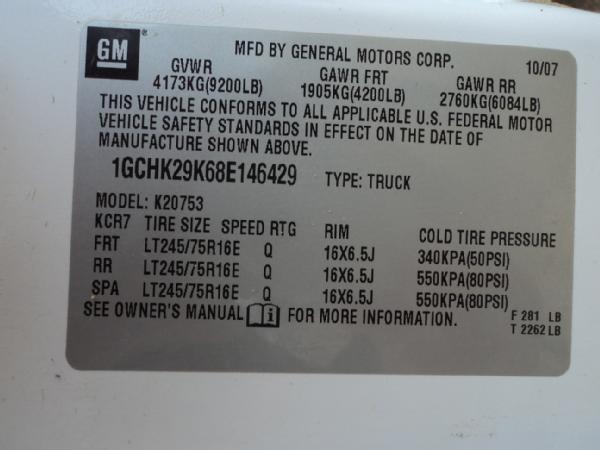 GM
MFD BY GENERAL MOTORS CORP. 10/07
GVWR GAWR FRT GAWR RR
4173KG(9200LB) 1905KG(4200LB) 2760KG(6084LB)
THIS VEHICLE CONFORMS TO ALL APPLICABLE U.S. FEDERAL MOTOR
VEHICLE SAFETY STANDARDS IN EFFECT ON THE DATE OF
MANUFACTURE SHOWN ABOVE.
1GCHK29K68E146429 TYPE: TRUCK
MODEL: K20753
KCR7 TIRE SIZE SPEED RTG RIM COLD TIRE PRESSURE
FRT LT245/75R16E Q 16X6.5J 340KPA(50PSI)
RR LT245/75R16E Q 16X6.5J 550KPA(80PSI)
SPA LT245/75R16E Q 16X6.5J 550KPA(80PSI)
SEE OWNER'S MANUAL i FOR MORE INFORMATION.
F 281 LB
T 2262 LB